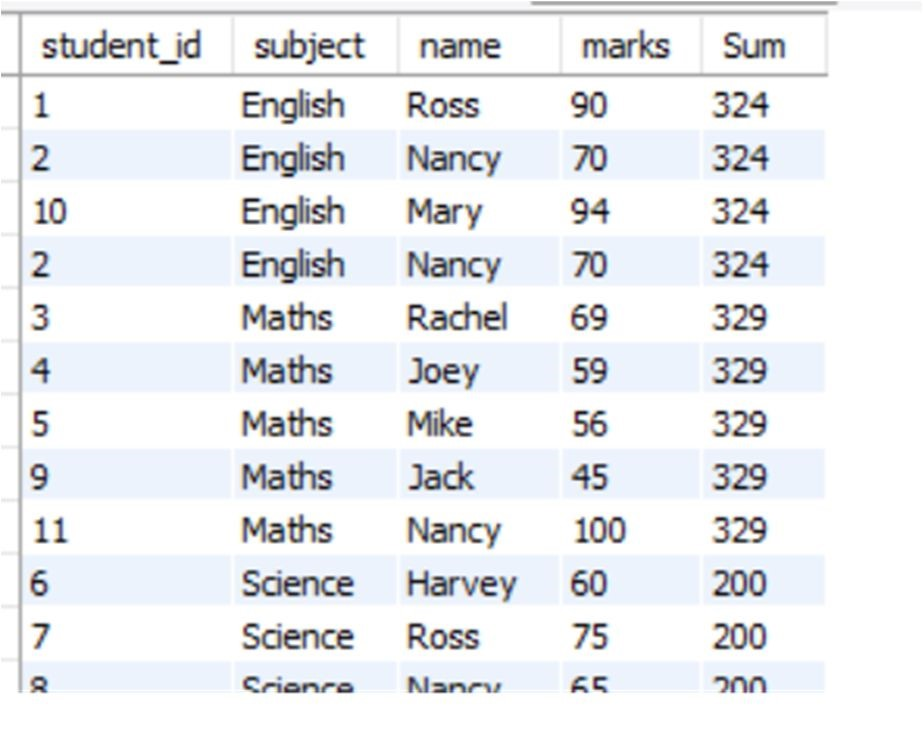 student_id subject name marks Sum
1 English Ross 90 324
2 English Nancy 70 324
10 English Mary 94 324
2 English Nancy 70 324
3 Maths Rachel 69 329
4 Maths Joey 59 329
5 Maths Mike 56 329
9 Maths Jack 45 329
11 Maths Nancy 100 329
6 Science Harvey 60 200
7 Science Ross 75 200
8 Science Nancy 65 200